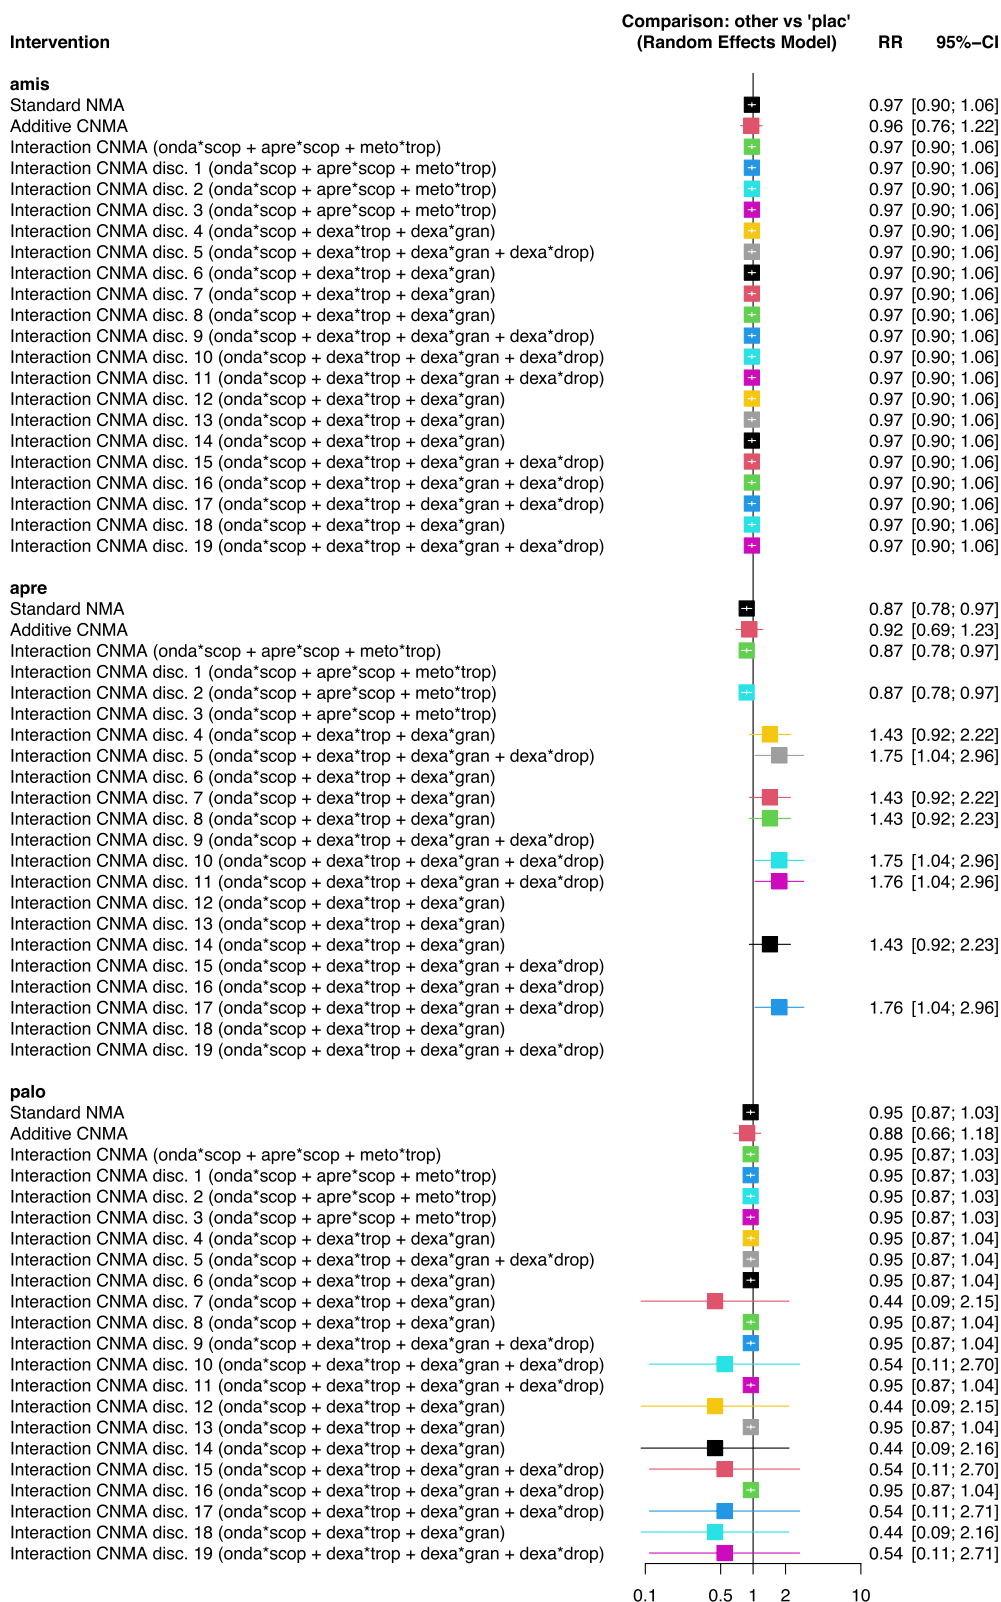 Comparison: other vs 'plac'
Intervention (Random Effects Model) RR 95%−CI
amis
Standard NMA 0.97 [0.90; 1.06]
Additive CNMA 0.96 [0.76; 1.22]
Interaction CNMA (onda*scop + apre*scop + meto*trop) 0.97 [0.90; 1.06]
Interaction CNMA disc. 1 (onda*scop + apre*scop + meto*trop) 0.97 [0.90; 1.06]
Interaction CNMA disc. 2 (onda*scop + apre*scop + meto*trop) 0.97 [0.90; 1.06]
Interaction CNMA disc. 3 (onda*scop + apre*scop + meto*trop) 0.97 [0.90; 1.06]
Interaction CNMA disc. 4 (onda*scop + dexa*trop + dexa*gran) 0.97 [0.90; 1.06]
Interaction CNMA disc. 5 (onda*scop + dexa*trop + dexa*gran + dexa*drop) 0.97 [0.90; 1.06]
Interaction CNMA disc. 6 (onda*scop + dexa*trop + dexa*gran) 0.97 [0.90; 1.06]
Interaction CNMA disc. 7 (onda*scop + dexa*trop + dexa*gran) 0.97 [0.90; 1.06]
Interaction CNMA disc. 8 (onda*scop + dexa*trop + dexa*gran) 0.97 [0.90; 1.06]
Interaction CNMA disc. 9 (onda*scop + dexa*trop + dexa*gran + dexa*drop) 0.97 [0.90; 1.06]
Interaction CNMA disc. 10 (onda*scop + dexa*trop + dexa*gran + dexa*drop) 0.97 [0.90; 1.06]
Interaction CNMA disc. 11 (onda*scop + dexa*trop + dexa*gran + dexa*drop) 0.97 [0.90; 1.06]
Interaction CNMA disc. 12 (onda*scop + dexa*trop + dexa*gran) 0.97 [0.90; 1.06]
Interaction CNMA disc. 13 (onda*scop + dexa*trop + dexa*gran) 0.97 [0.90; 1.06]
Interaction CNMA disc. 14 (onda*scop + dexa*trop + dexa*gran) 0.97 [0.90; 1.06]
Interaction CNMA disc. 15 (onda*scop + dexa*trop + dexa*gran + dexa*drop) 0.97 [0.90; 1.06]
Interaction CNMA disc. 16 (onda*scop + dexa*trop + dexa*gran + dexa*drop) 0.97 [0.90; 1.06]
Interaction CNMA disc. 17 (onda*scop + dexa*trop + dexa*gran + dexa*drop) 0.97 [0.90; 1.06]
Interaction CNMA disc. 18 (onda*scop + dexa*trop + dexa*gran) 0.97 [0.90; 1.06]
Interaction CNMA disc. 19 (onda*scop + dexa*trop + dexa*gran + dexa*drop) 0.97 [0.90; 1.06]
apre
Standard NMA 0.87 [0.78; 0.97]
Additive CNMA 0.92 [0.69; 1.23]
Interaction CNMA (onda*scop + apre*scop + meto*trop) 0.87 [0.78; 0.97]
Interaction CNMA disc. 1 (onda*scop + apre*scop + meto*trop)
Interaction CNMA disc. 2 (onda*scop + apre*scop + meto*trop) 0.87 [0.78; 0.97]
Interaction CNMA disc. 3 (onda*scop + apre*scop + meto*trop)
Interaction CNMA disc. 4 (onda*scop + dexa*trop + dexa*gran) 1.43 [0.92; 2.22]
Interaction CNMA disc. 5 (onda*scop + dexa*trop + dexa*gran + dexa*drop) 1.75 [1.04; 2.96]
Interaction CNMA disc. 6 (onda*scop + dexa*trop + dexa*gran)
Interaction CNMA disc. 7 (onda*scop + dexa*trop + dexa*gran) 1.43 [0.92; 2.22]
Interaction CNMA disc. 8 (onda*scop + dexa*trop + dexa*gran) 1.43 [0.92; 2.23]
Interaction CNMA disc. 9 (onda*scop + dexa*trop + dexa*gran + dexa*drop)
Interaction CNMA disc. 10 (onda*scop + dexa*trop + dexa*gran + dexa*drop) 1.75 [1.04; 2.96]
Interaction CNMA disc. 11 (onda*scop + dexa*trop + dexa*gran + dexa*drop) 1.76 [1.04; 2.96]
Interaction CNMA disc. 12 (onda*scop + dexa*trop + dexa*gran)
Interaction CNMA disc. 13 (onda*scop + dexa*trop + dexa*gran)
Interaction CNMA disc. 14 (onda*scop + dexa*trop + dexa*gran) 1.43 [0.92; 2.23]
Interaction CNMA disc. 15 (onda*scop + dexa*trop + dexa*gran + dexa*drop)
Interaction CNMA disc. 16 (onda*scop + dexa*trop + dexa*gran + dexa*drop)
Interaction CNMA disc. 17 (onda*scop + dexa*trop + dexa*gran + dexa*drop) 1.76 [1.04; 2.96]
Interaction CNMA disc. 18 (onda*scop + dexa*trop + dexa*gran)
Interaction CNMA disc. 19 (onda*scop + dexa*trop + dexa*gran + dexa*drop)
palo
Standard NMA 0.95 [0.87; 1.03]
Additive CNMA 0.88 [0.66; 1.18]
Interaction CNMA (onda*scop + apre*scop + meto*trop) 0.95 [0.87; 1.03]
Interaction CNMA disc. 1 (onda*scop + apre*scop + meto*trop) 0.95 [0.87; 1.03]
Interaction CNMA disc. 2 (onda*scop + apre*scop + meto*trop) 0.95 [0.87; 1.03]
Interaction CNMA disc. 3 (onda*scop + apre*scop + meto*trop) 0.95 [0.87; 1.03]
Interaction CNMA disc. 4 (onda*scop + dexa*trop + dexa*gran) 0.95 [0.87; 1.04]
Interaction CNMA disc. 5 (onda*scop + dexa*trop + dexa*gran + dexa*drop) 0.95 [0.87; 1.04]
Interaction CNMA disc. 6 (onda*scop + dexa*trop + dexa*gran) 0.95 [0.87; 1.04]
Interaction CNMA disc. 7 (onda*scop + dexa*trop + dexa*gran) 0.44 [0.09; 2.15]
Interaction CNMA disc. 8 (onda*scop + dexa*trop + dexa*gran) 0.95 [0.87; 1.04]
Interaction CNMA disc. 9 (onda*scop + dexa*trop + dexa*gran + dexa*drop) 0.95 [0.87; 1.04]
Interaction CNMA disc. 10 (onda*scop + dexa*trop + dexa*gran + dexa*drop) 0.54 [0.11; 2.70]
Interaction CNMA disc. 11 (onda*scop + dexa*trop + dexa*gran + dexa*drop) 0.95 [0.87; 1.04]
Interaction CNMA disc. 12 (onda*scop + dexa*trop + dexa*gran) 0.44 [0.09; 2.15]
Interaction CNMA disc. 13 (onda*scop + dexa*trop + dexa*gran) 0.95 [0.87; 1.04]
Interaction CNMA disc. 14 (onda*scop + dexa*trop + dexa*gran) 0.44 [0.09; 2.16]
Interaction CNMA disc. 15 (onda*scop + dexa*trop + dexa*gran + dexa*drop) 0.54 [0.11; 2.70]
Interaction CNMA disc. 16 (onda*scop + dexa*trop + dexa*gran + dexa*drop) 0.95 [0.87; 1.04]
Interaction CNMA disc. 17 (onda*scop + dexa*trop + dexa*gran + dexa*drop) 0.54 [0.11; 2.71]
Interaction CNMA disc. 18 (onda*scop + dexa*trop + dexa*gran) 0.44 [0.09; 2.16]
Interaction CNMA disc. 19 (onda*scop + dexa*trop + dexa*gran + dexa*drop) 0.54 [0.11; 2.71]
0.1 0.5 1 2 10